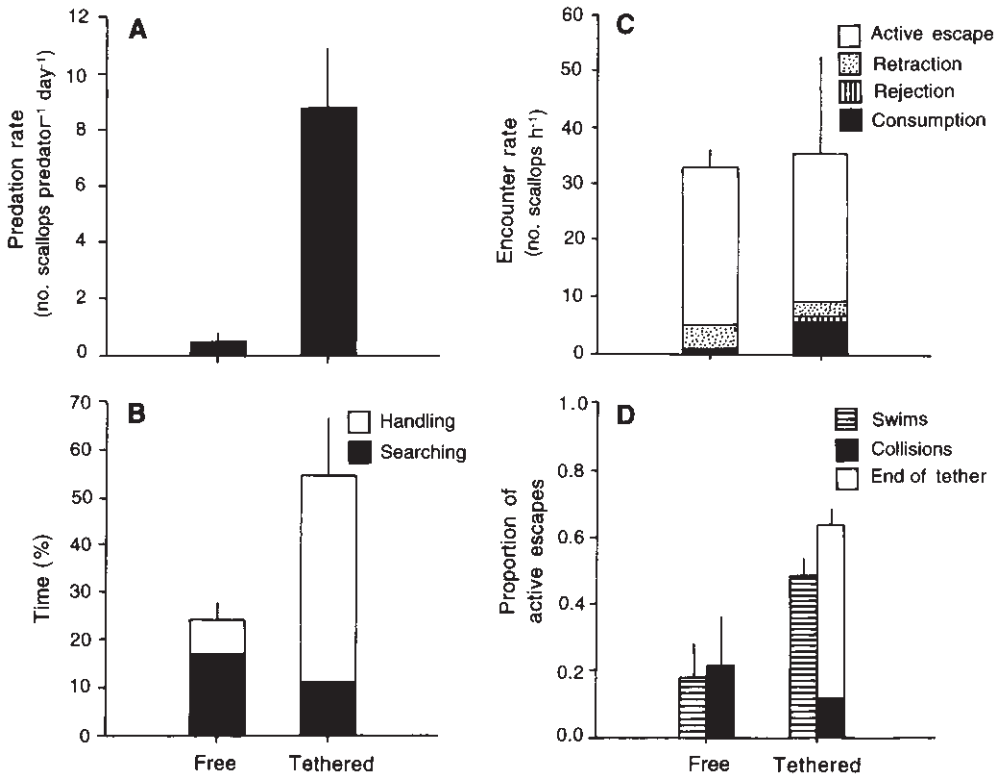 A
Predation rate
(no. scallops predator⁻¹ day⁻¹)
12
10
8
6
4
2
0
C
Encounter rate
(no. scallops h⁻¹)
60
50
40
30
20
10
0
Active escape
Retraction
Rejection
Consumption
B
Time (%)
70
60
50
40
30
20
10
0
Handling
Searching
Free Tethered
D
Proportion of
active escapes
1.0
0.8
0.6
0.4
0.2
0.0
Swims
Collisions
End of tether
Free Tethered